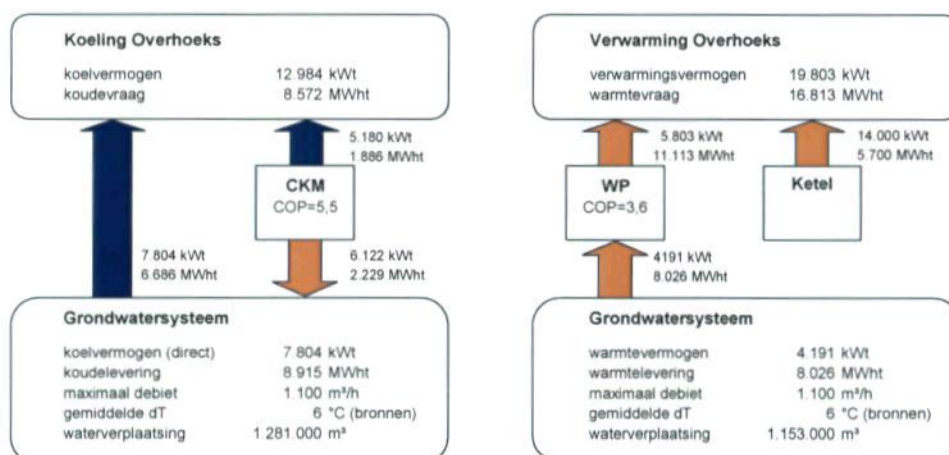 Koeling Overhoeks
koelvermogen 12.984 kWt
koudevraag 8.572 MWht
5.180 kWt
1.886 MWht
CKM
COP=5,5
7.804 kWt
6.686 MWht
6.122 kWt
2.229 MWht
Grondwatersysteem
koelvermogen (direct) 7.804 kWt
koudelevering 8.915 MWht
maximaal debiet 1.100 m³/h
gemiddelde dT 6 °C (bronnen)
waterverplaatsing 1.281.000 m³
Verwarming Overhoeks
verwarmingsvermogen 19.803 kWt
warmtevraag 16.813 MWht
5.803 kWt
11.113 MWht
14.000 kWt
5.700 MWht
WP
COP=3,6
Ketel
4191 kWt
8.026 MWht
Grondwatersysteem
warmtevermogen 4.191 kWt
warmtelevering 8.026 MWht
maximaal debiet 1.100 m³/h
gemiddelde dT 6 °C (bronnen)
waterverplaatsing 1.153.000 m³